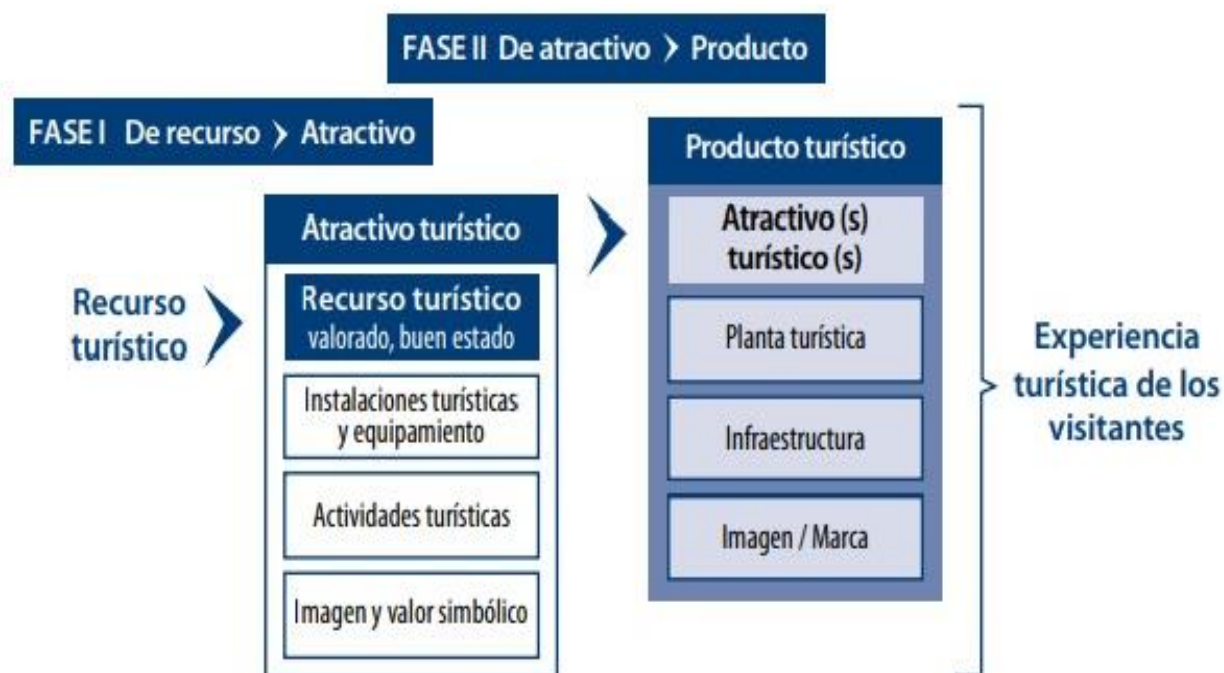 FASE II De atractivo > Producto
FASE I De recurso > Atractivo
Recurso
turístico
Atractivo turístico
Recurso turístico
valorado, buen estado
Instalaciones turísticas
y equipamiento
Actividades turísticas
Imagen y valor simbólico
Producto turístico
Atractivo (s)
turístico (s)
Planta turística
Infraestructura
Imagen / Marca
Experiencia
turística de los
visitantes